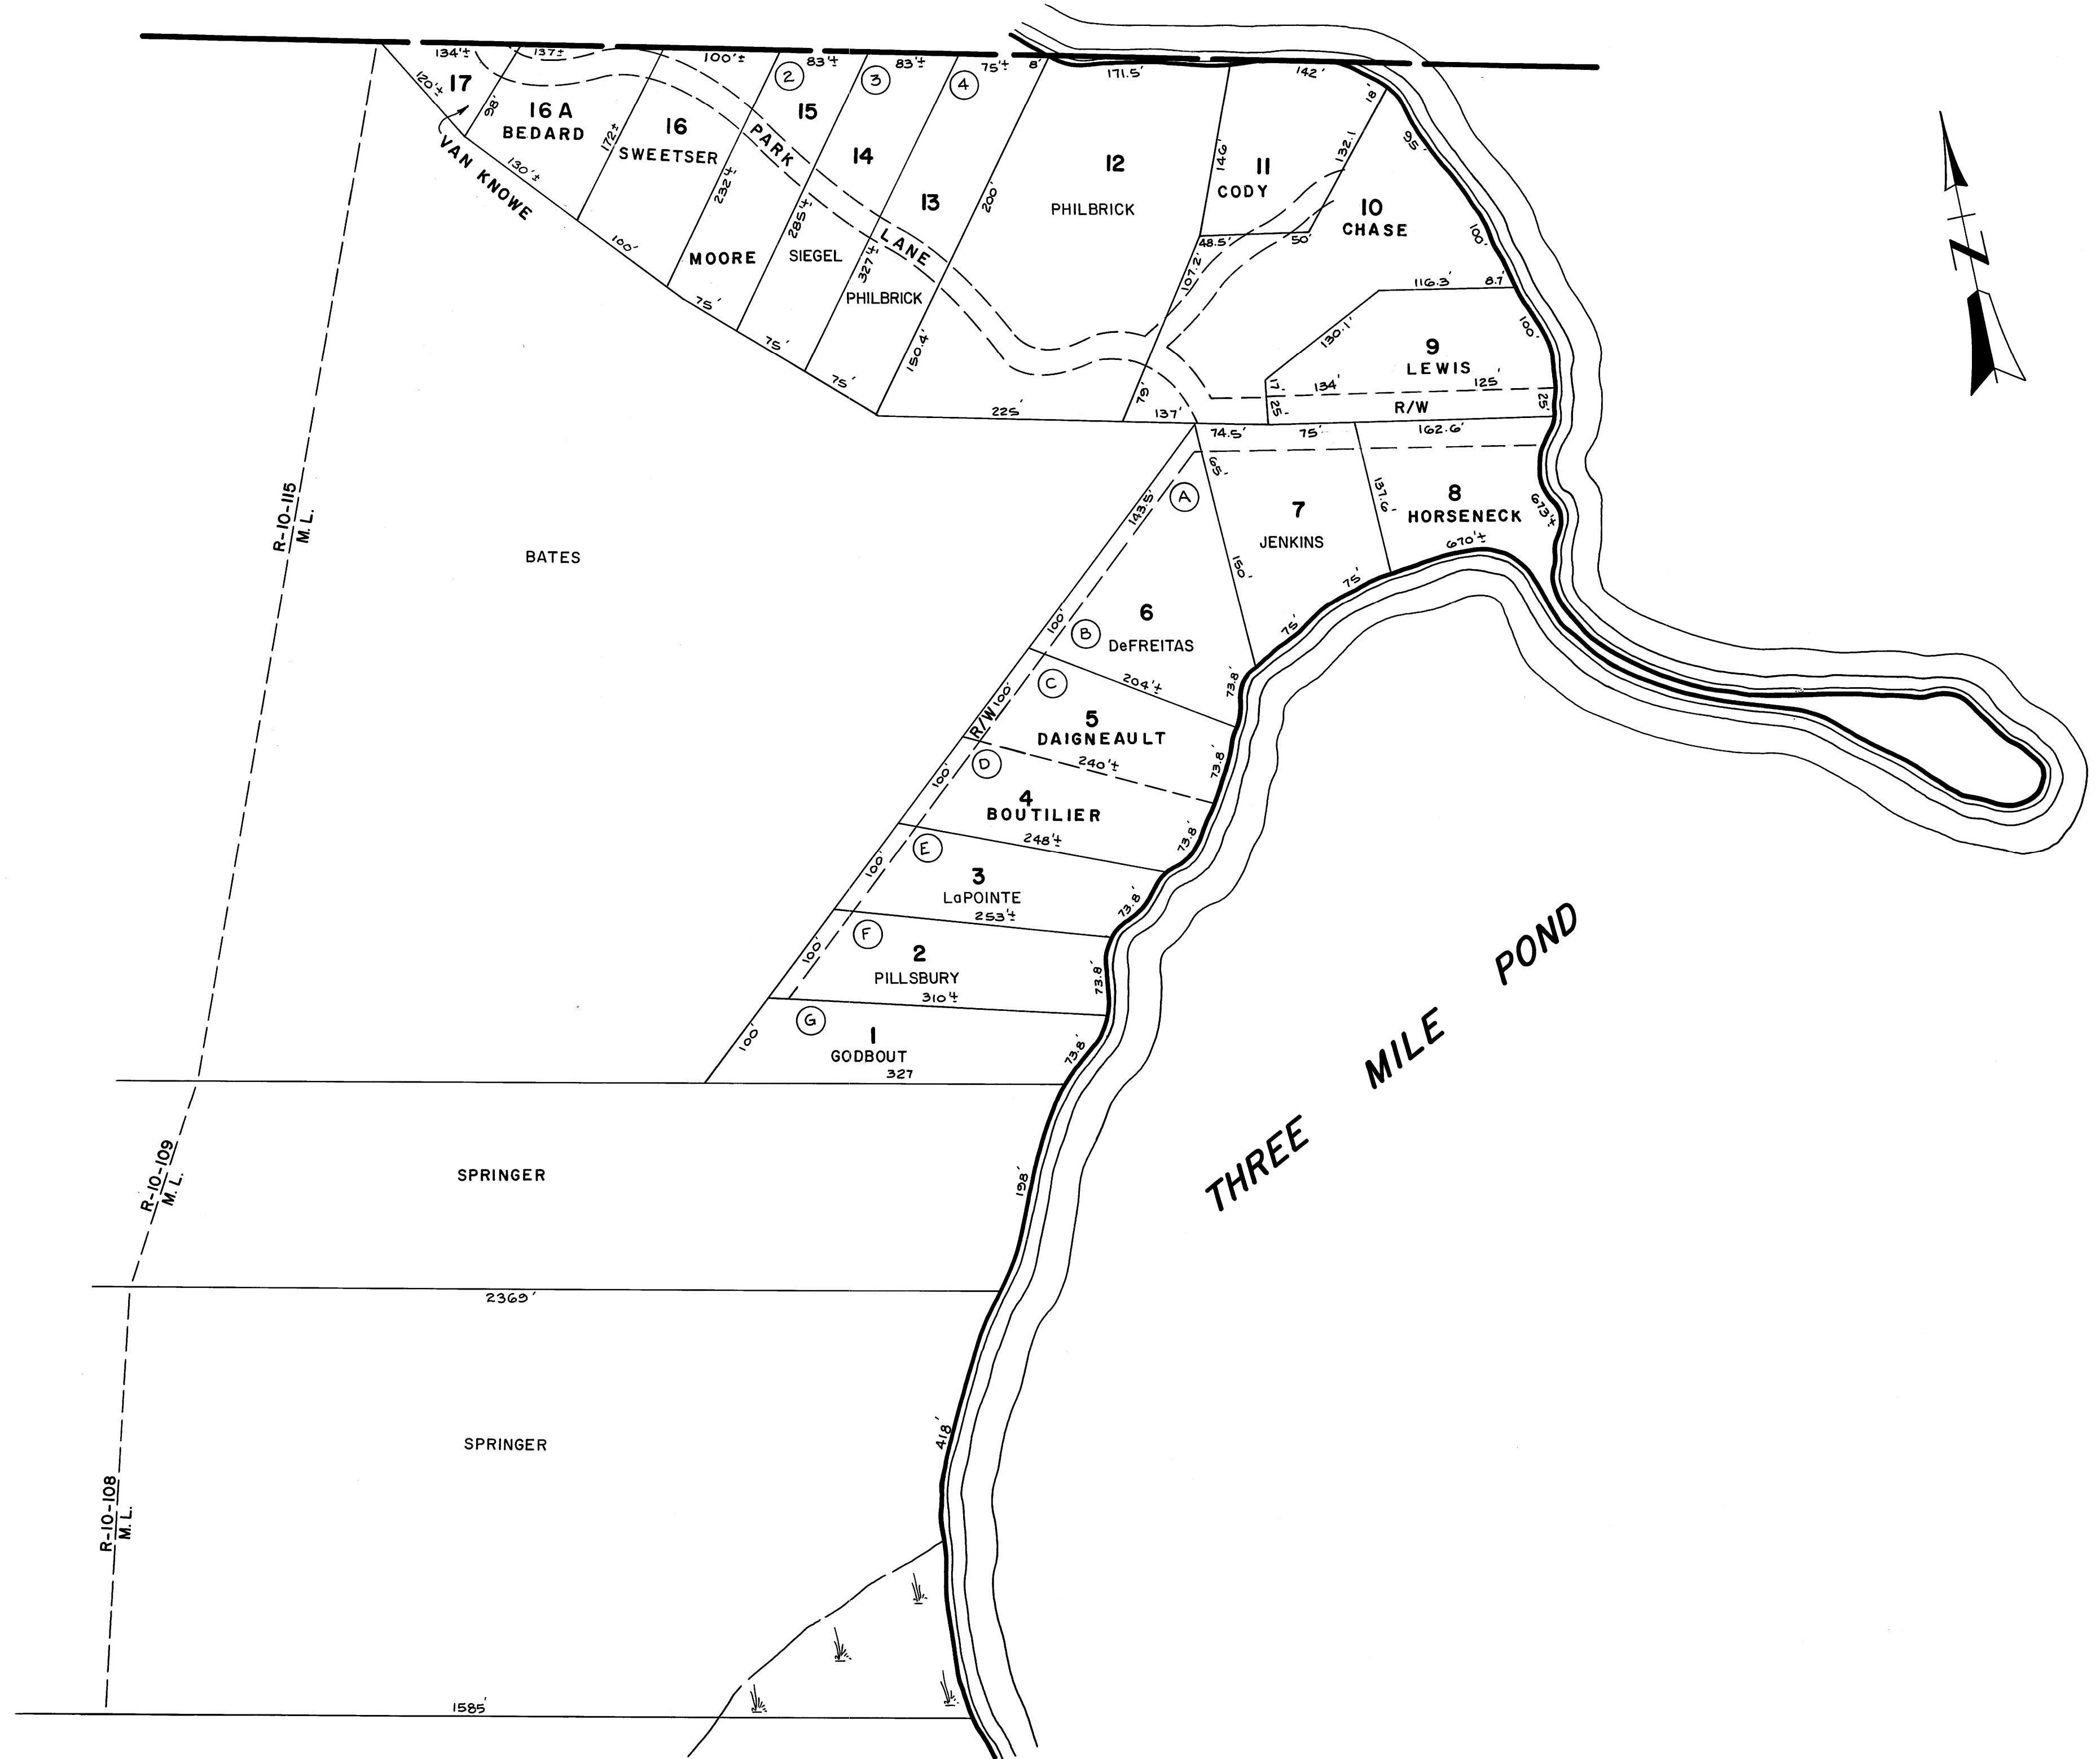 134'±
137±
100'±
2
83'±
3
83'±
4
75'±
8'
171.5'
142'
120'±
17
98'
16 A
BEDARD
VAN KNOWE
130'±
172±
16
SWEETSER
100'
232'±
15
MOORE
75'
PARK LANE
285'±
14
SIEGEL
75'
327'±
13
PHILBRICK
75'
200'
150.4'
12
PHILBRICK
225'
146'
11
CODY
48.5'
50'
107.2'
79'
137'
18'
132.1
95'
10
CHASE
100'
116.3'
8.7'
130.1'
100'
9
LEWIS
17'
134'
125'
25'
R/W
25'
74.5'
75'
162.6'
65'
A
143.5'
7
JENKINS
137.6'
8
HORSENECK
673'±
670'±
150'
75'
75'
R-10-115
M. L.
BATES
100'
B
6
DeFREITAS
204'±
73.8'
R/W
100'
C
5
DAIGNEAULT
240'±
73.8'
100'
D
4
BOUTILIER
248'±
73.8'
100'
E
3
LaPOINTE
253'±
73.8'
100'
F
2
PILLSBURY
310'±
73.8'
100'
G
1
GODBOUT
327
73.8'
THREE MILE POND
R-10-109
M. L.
SPRINGER
198'
2369'
R-10-108
M. L.
SPRINGER
418'
1585'
N